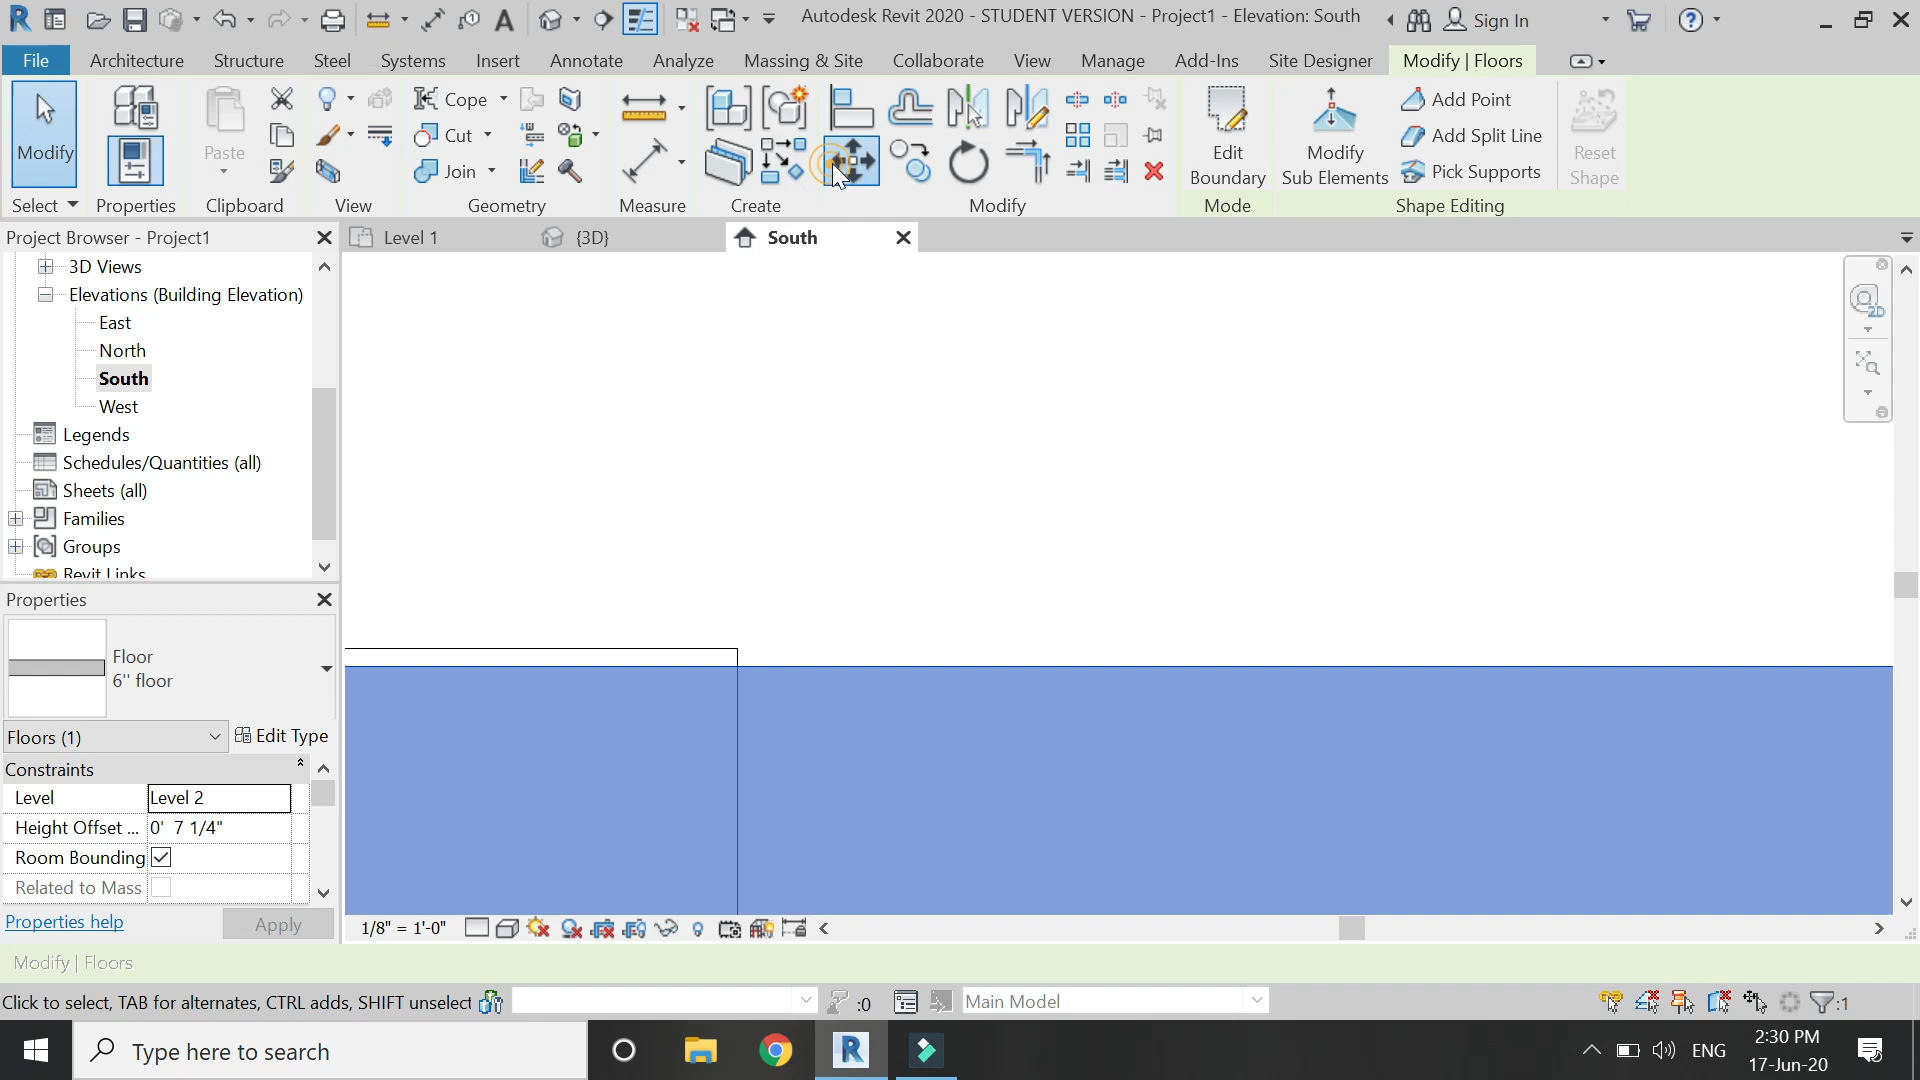 Autodesk Revit 2020 - STUDENT VERSION - Project1 - Elevation: South
Sign In
File Architecture Structure Steel Systems Insert Annotate Analyze Massing & Site Collaborate View Manage Add-Ins Site Designer Modify | Floors
Modify
Paste
Cope
Cut
Join
Edit
Boundary
Modify
Sub Elements
Add Point
Add Split Line
Pick Supports
Reset
Shape
Select Properties Clipboard View Geometry Measure Create Modify Mode Shape Editing
Project Browser - Project1
Level 1
{3D}
South
3D Views
Elevations (Building Elevation)
East
North
South
West
Legends
Schedules/Quantities (all)
Sheets (all)
Families
Groups
Revit Links
Properties
Floor
6" floor
Floors (1)
Edit Type
Constraints
Level Level 2
Height Offset ... 0' 7 1/4"
Room Bounding
Related to Mass
Properties help
Apply
1/8" = 1'-0"
Modify | Floors
Click to select, TAB for alternates, CTRL adds, SHIFT unselect
:0
Main Model
:1
Type here to search
ENG
2:30 PM
17-Jun-20